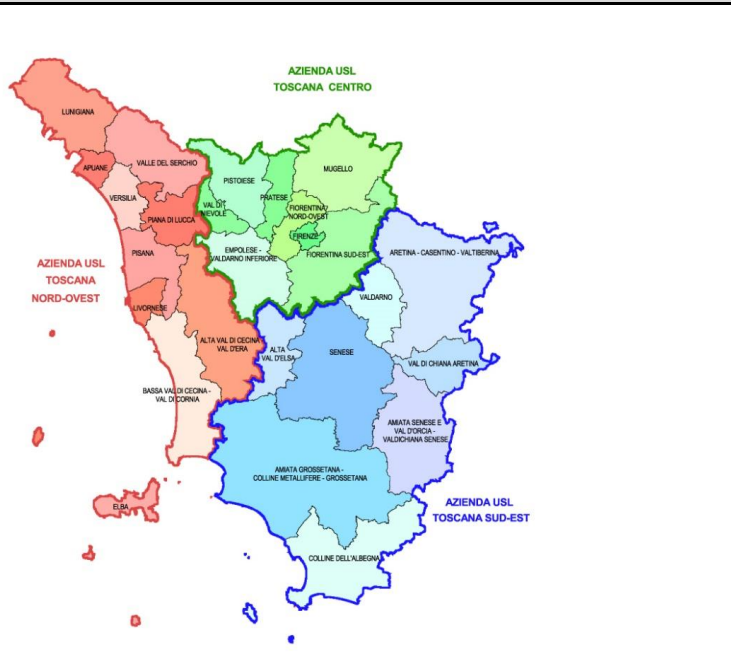 AZIENDA USL
TOSCANA CENTRO
LUNIGIANA
APUANE
VALLE DEL SERCHIO
VERSILIA
PIANA DI LUCCA
PISANA
LIVORNESE
ALTA VAL DI CECINA
VAL D'ERA
BASSA VAL DI CECINA -
VAL DI CORNIA
ELBA
AZIENDA USL
TOSCANA
NORD-OVEST
PISTOIESE
VAL DI
NIEVOLE
PRATESE
MUGELLO
FIORENTINA
NORD-OVEST
FIRENZE
EMPOLESE -
VALDARNO INFERIORE
FIORENTINA SUD-EST
ARETINA - CASENTINO - VALTIBERINA
VALDARNO
ALTA
VAL D'ELSA
SENESE
VAL DI CHIANA ARETINA
AMIATA SENESE E
VAL D'ORCIA -
VALDICHIANA SENESE
AMIATA GROSSETANA -
COLLINE METALLIFERE - GROSSETANA
COLLINE DELL'ALBEGNA
AZIENDA USL
TOSCANA SUD-EST